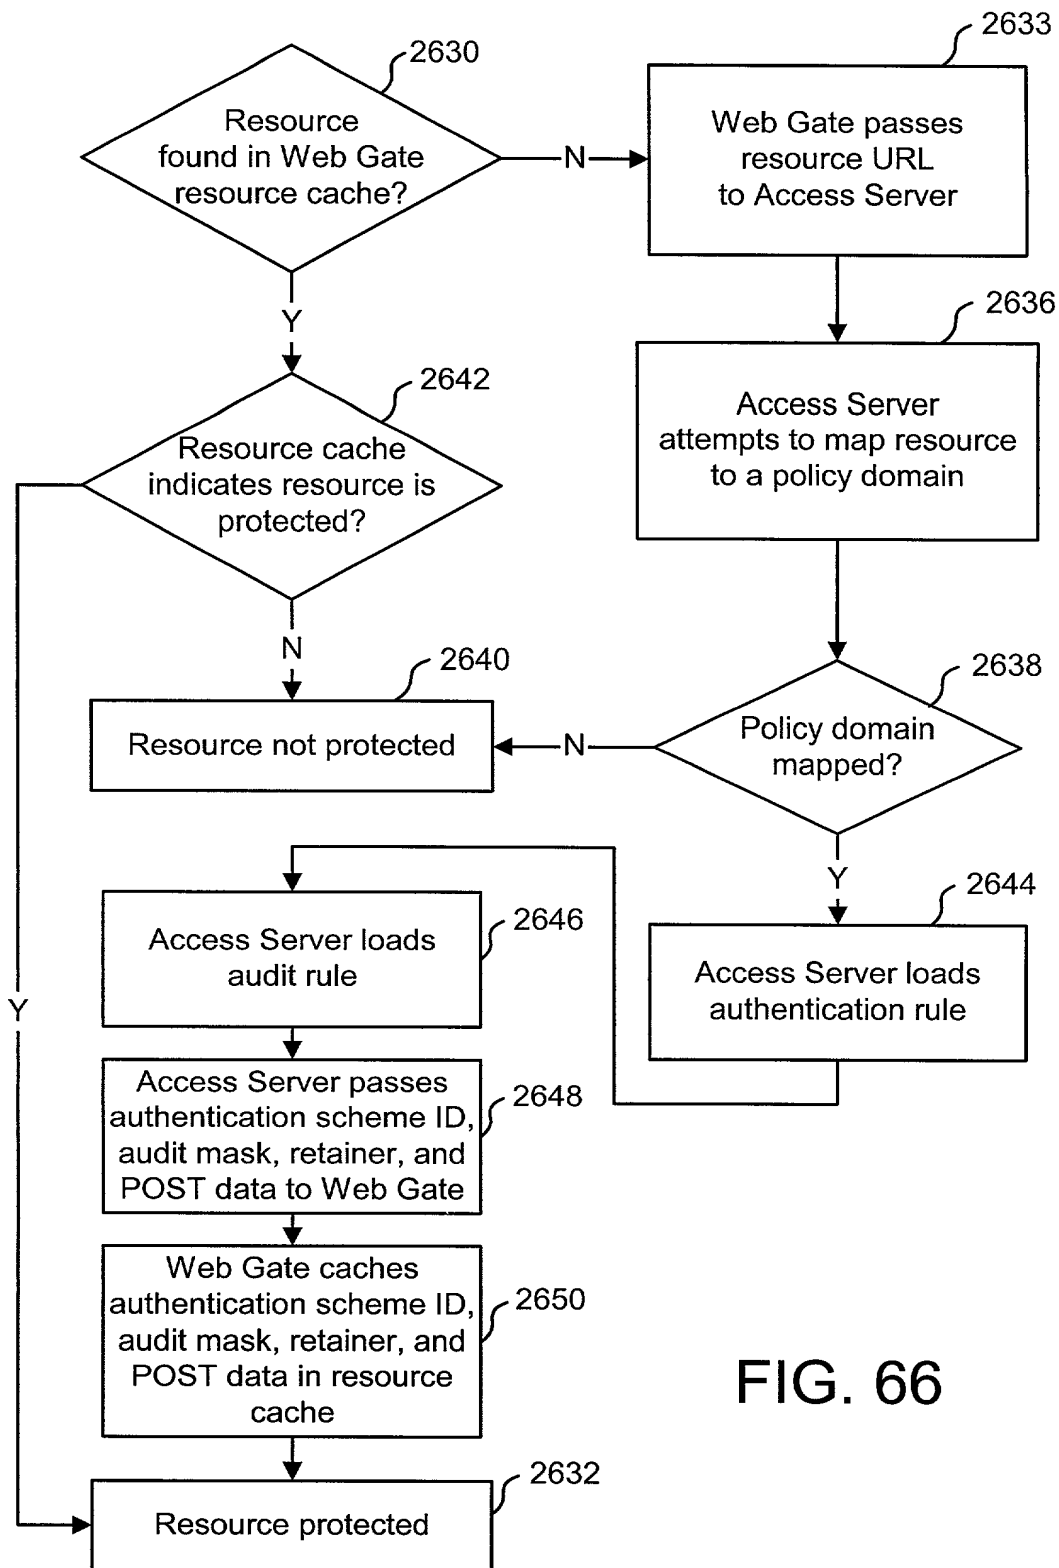 2630
Resource
found in Web Gate
resource cache?
N
2633
Web Gate passes
resource URL
to Access Server
Y
2636
Access Server
attempts to map resource
to a policy domain
2642
Resource cache
indicates resource is
protected?
N
2640
Resource not protected
2638
Policy domain
mapped?
N
Y
2644
Access Server loads
authentication rule
2646
Access Server loads
audit rule
Y
2648
Access Server passes
authentication scheme ID,
audit mask, retainer, and
POST data to Web Gate
2650
Web Gate caches
authentication scheme ID,
audit mask, retainer, and
POST data in resource
cache
2632
Resource protected
FIG. 66